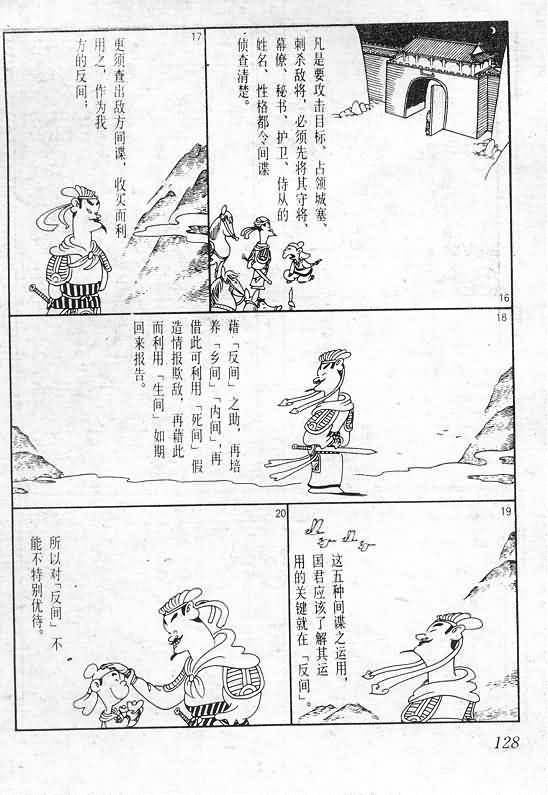 16
凡是要攻击目标、占领城塞、
刺杀敌将，必须先将其守将、
幕僚、秘书、护卫、侍从的
姓名、性格都令间谍
侦查清楚。
17
更须查出敌方间谍，收买而利
用之，作为我
方的反间；
18
藉「反间」之助，再培
养「乡间」「内间」，再
借此可利用「死间」假
造情报欺敌，再藉此
而利用「生间」如期
回来报告。
19
这五种间谍之运用，
国君应该了解其运
用的关键就在「反间」。
20
所以对「反间」不
能不特别优待。
128